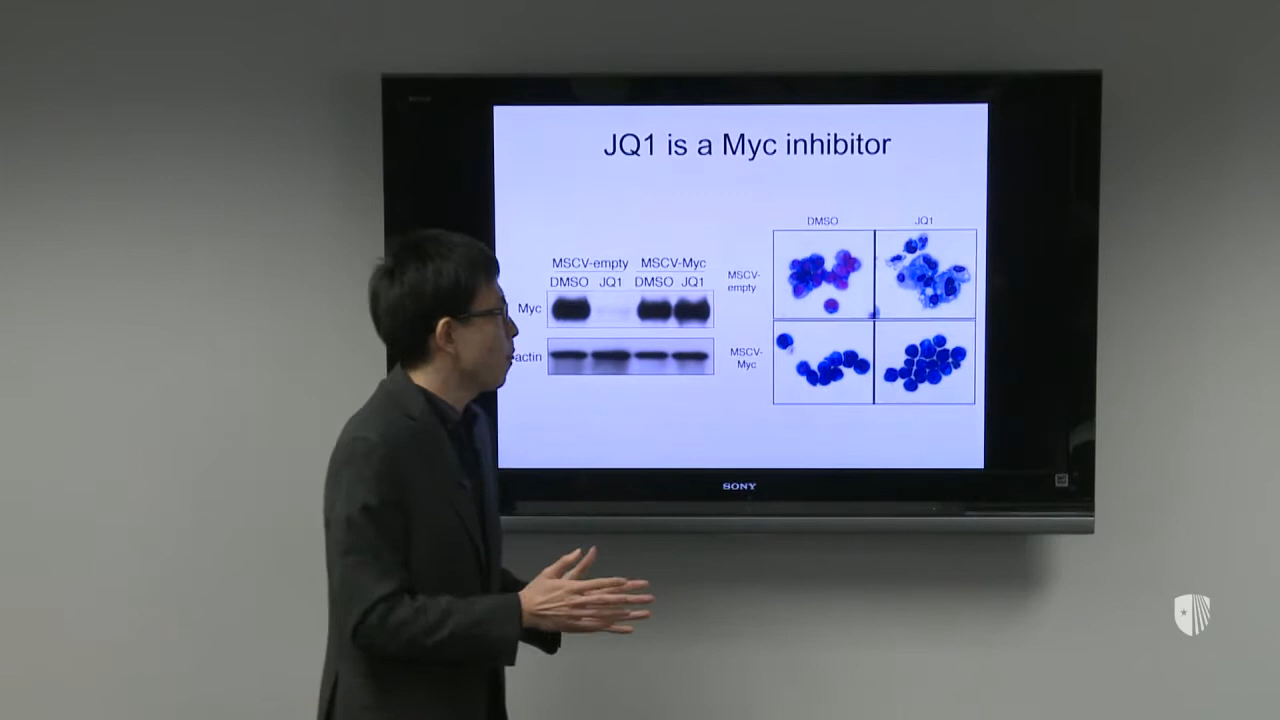 JQ1 is a Myc inhibitor
MSCV-empty MSCV-Myc
DMSO JQ1 DMSO JQ1
Myc
actin
DMSO JQ1
MSCV-
empty
MSCV-
Myc
SONY